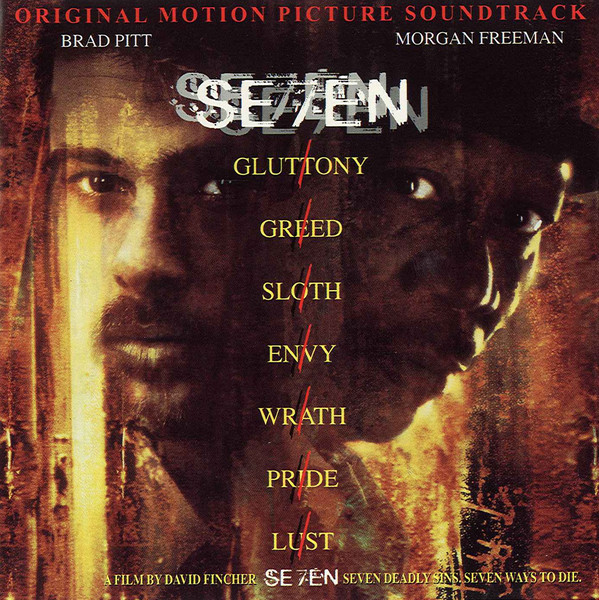 ORIGINAL MOTION PICTURE SOUNDTRACK
BRAD PITT MORGAN FREEMAN
SE7EN
GLUTTONY
GREED
SLOTH
ENVY
WRATH
PRIDE
LUST
A FILM BY DAVID FINCHER SE7EN SEVEN DEADLY SINS. SEVEN WAYS TO DIE.